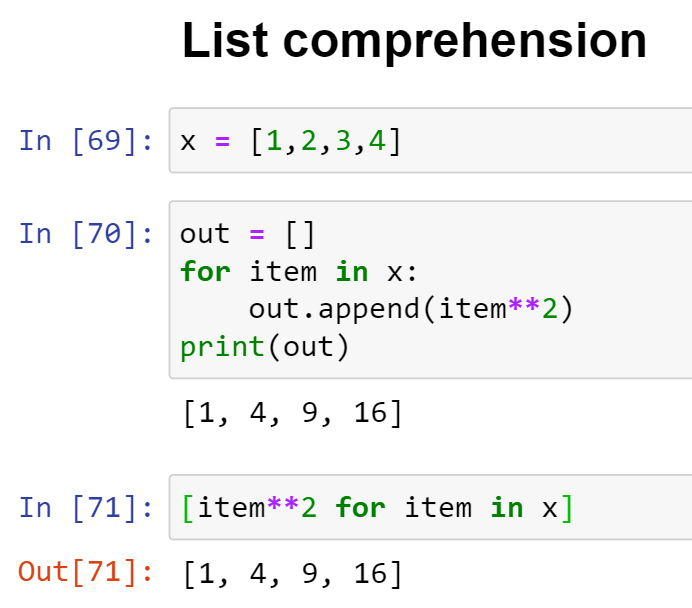 List comprehension
In [69]: x = [1,2,3,4]
In [70]: out = []
for item in x:
    out.append(item**2)
print(out)
[1, 4, 9, 16]
In [71]: [item**2 for item in x]
Out[71]: [1, 4, 9, 16]